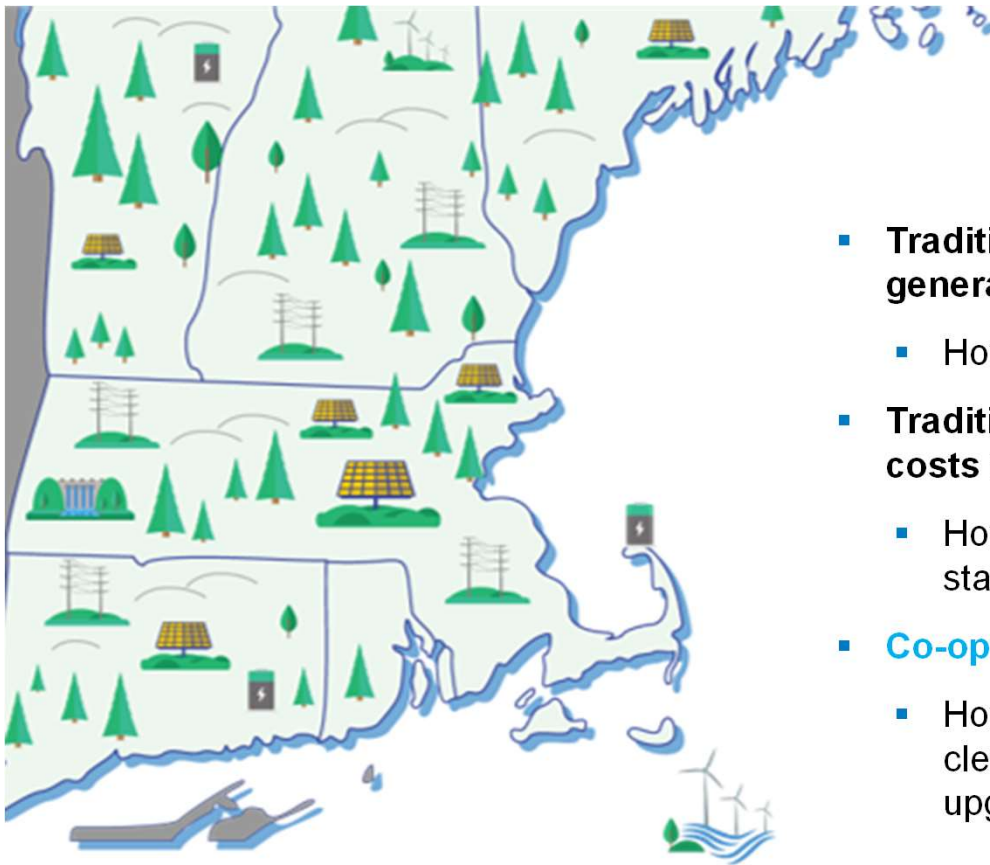 ▪ Traditi
genera
▪ Ho
▪ Traditi
costs
▪ Ho
sta
▪ Co-op
▪ Ho
cle
upg